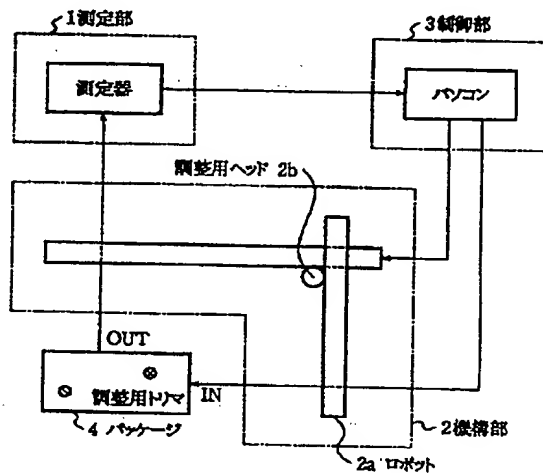 1測定部
3制御部
測定器
パソコン
調整用ヘッド 2b
OUT
調整用トリマ
IN
4 パッケージ
2機構部
2a ロボット